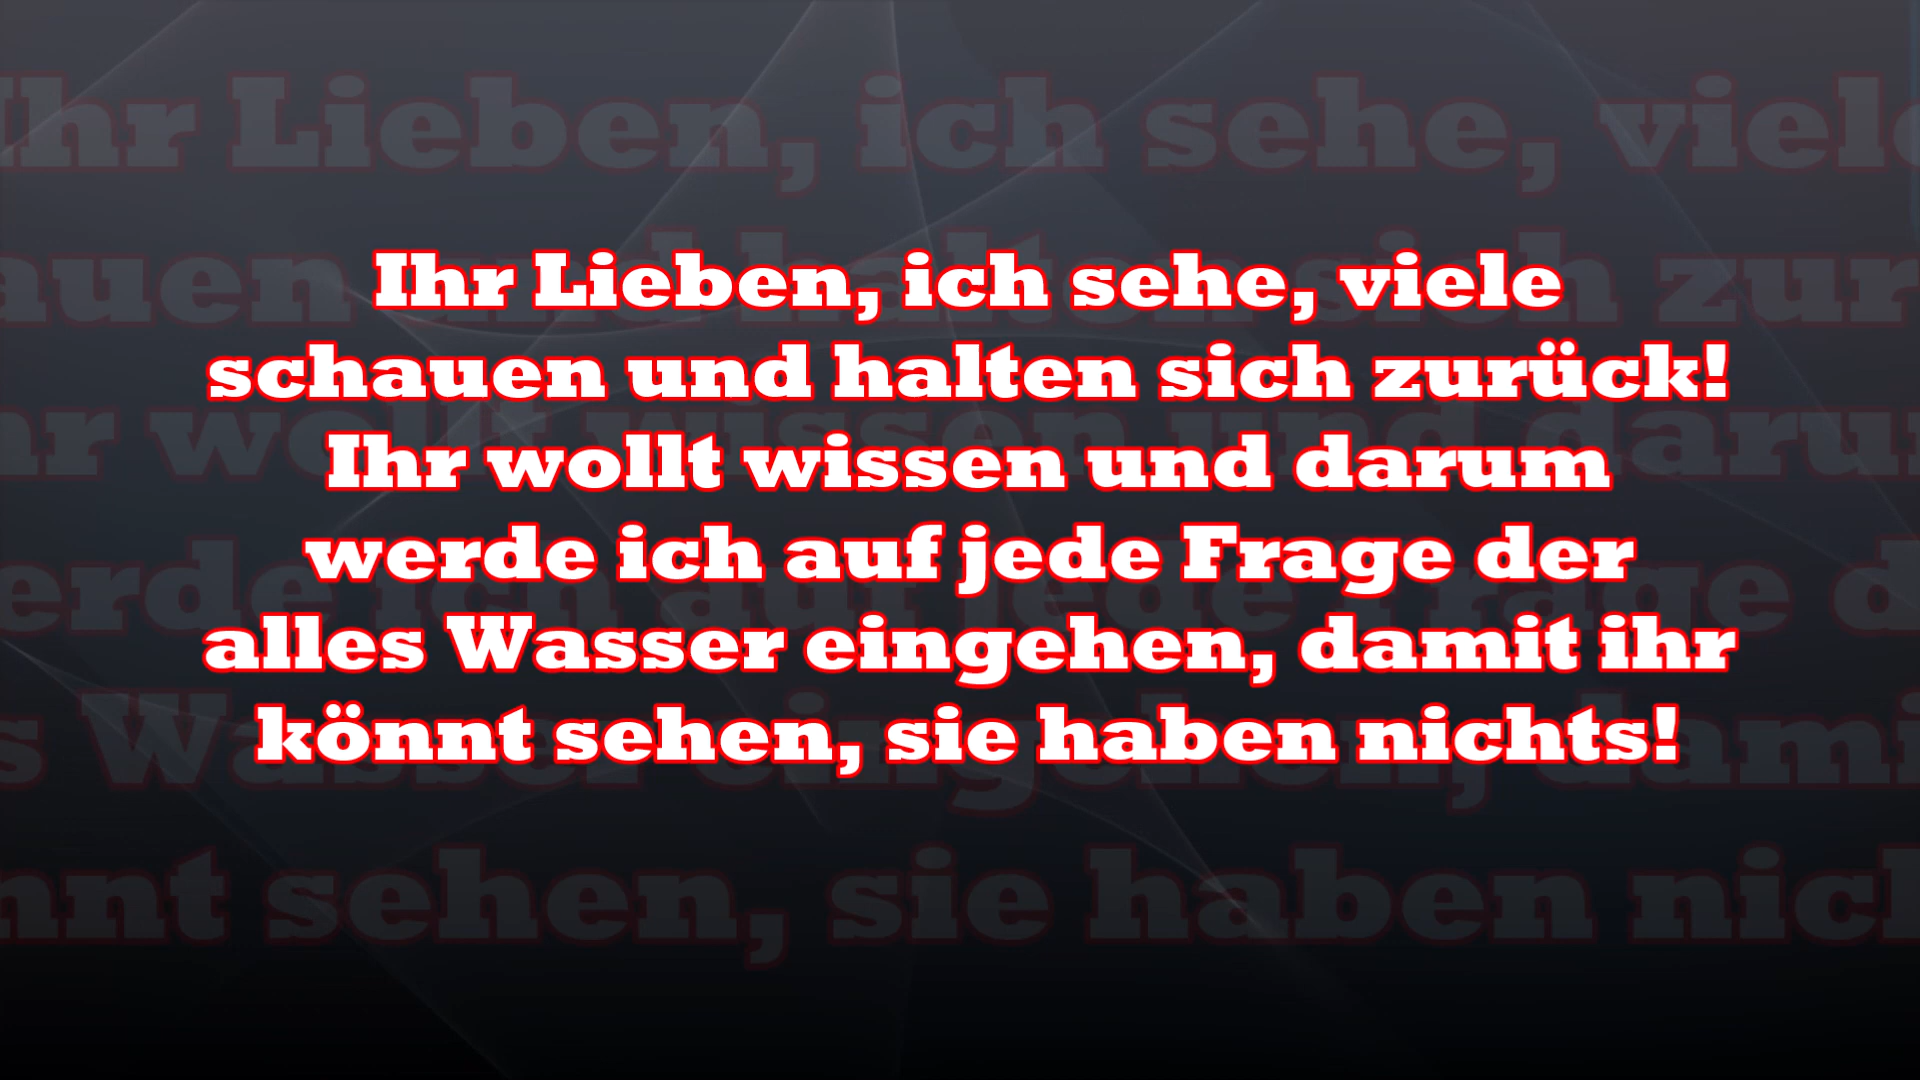 Ihr Lieben, ich sehe, viele
schauen und halten sich zurück!
Ihr wollt wissen und darum
werde ich auf jede Frage der
alles Wasser eingehen, damit ihr
könnt sehen, sie haben nichts!